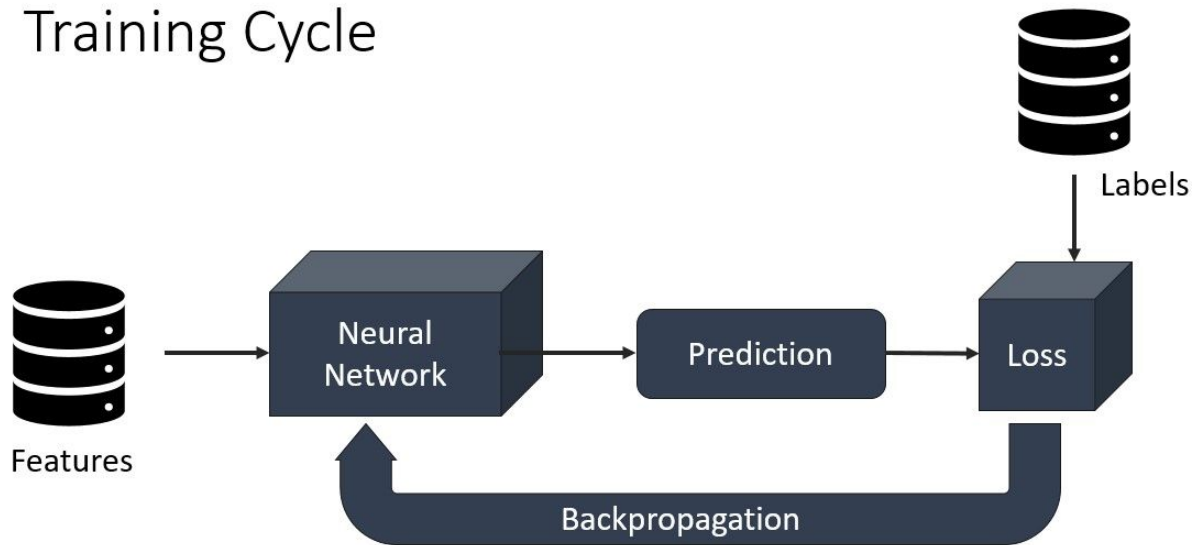 Training Cycle
Labels
Neural
Network
Prediction
Loss
Features
Backpropagation